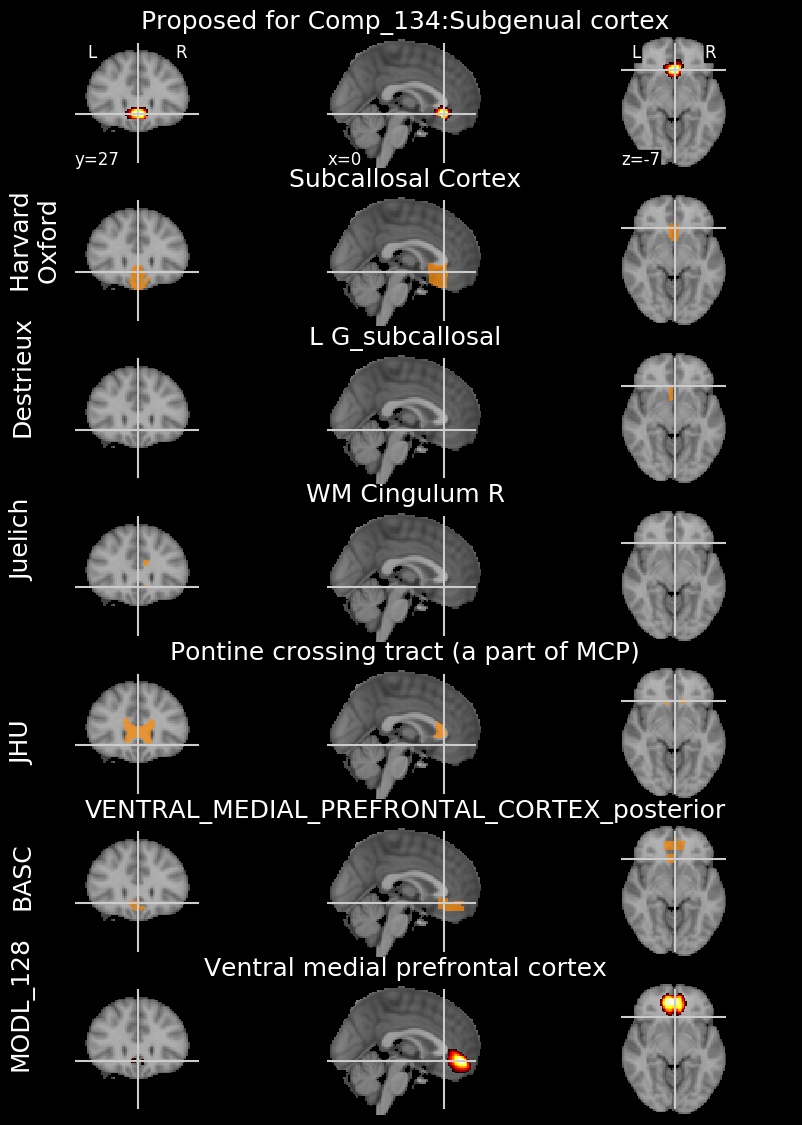 Proposed for Comp_134:Subgenual cortex
L R L R
y=27 x=0 z=-7
Subcallosal Cortex
Harvard
Oxford
L G_subcallosal
Destrieux
WM Cingulum R
Juelich
Pontine crossing tract (a part of MCP)
JHU
VENTRAL_MEDIAL_PREFRONTAL_CORTEX_posterior
BASC
Ventral medial prefrontal cortex
MODL_128